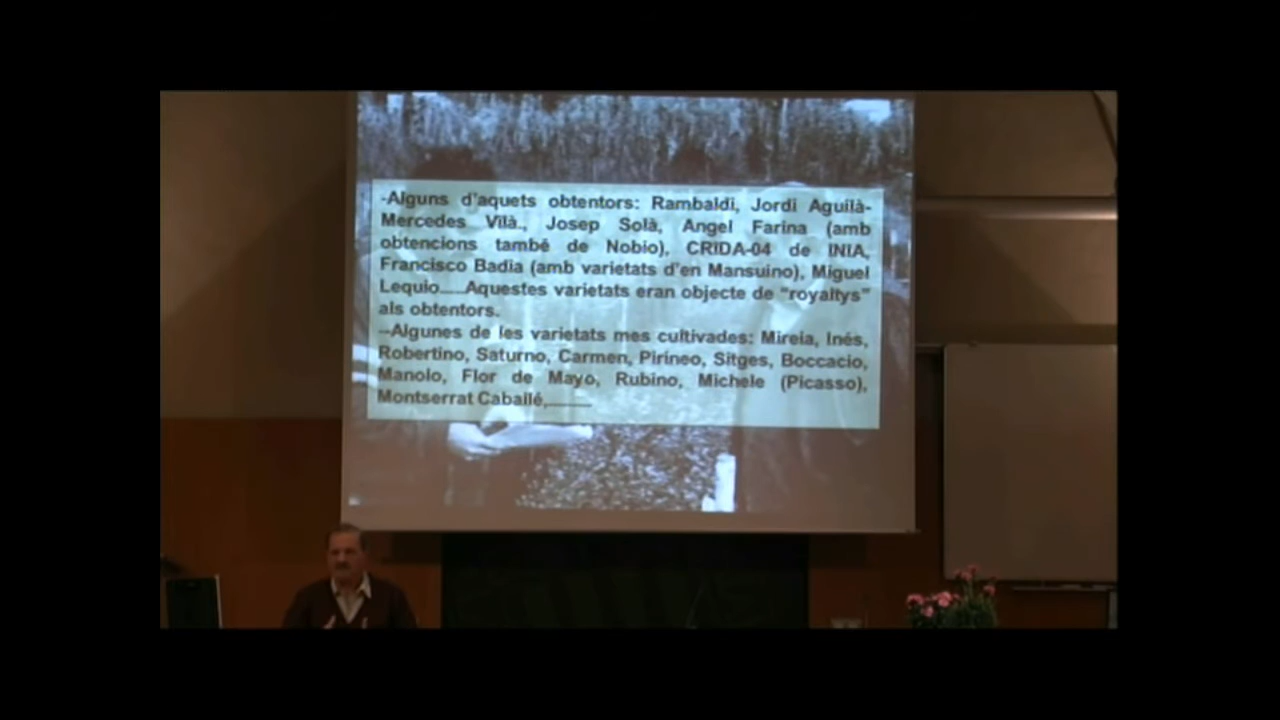 -Alguns d'aquets obtentors: Rambaldi, Jordi Aguilà-
Mercedes Vilà., Josep Solà, Angel Farina (amb
obtencions també de Nobio), CRIDA-04 de INIA,
Francisco Badia (amb varietats d'en Mansuino), Miguel
Lequio.....Aquestes varietats eran objecte de "royaltys"
als obtentors.
--Algunes de les varietats mes cultivades: Mireia, Inés,
Robertino, Saturno, Carmen, Pirineo, Sitges, Boccacio,
Manolo, Flor de Mayo, Rubino, Michele (Picasso),
Montserrat Caballé,.........